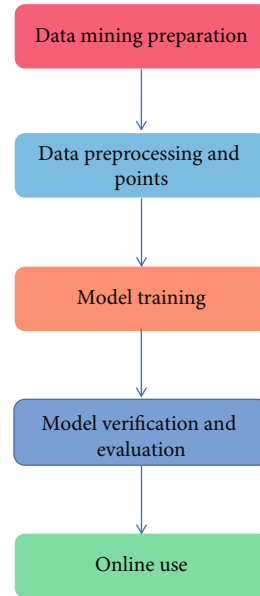 Data mining preparation
Data preprocessing and
points
Model training
Model verification and
evaluation
Online use